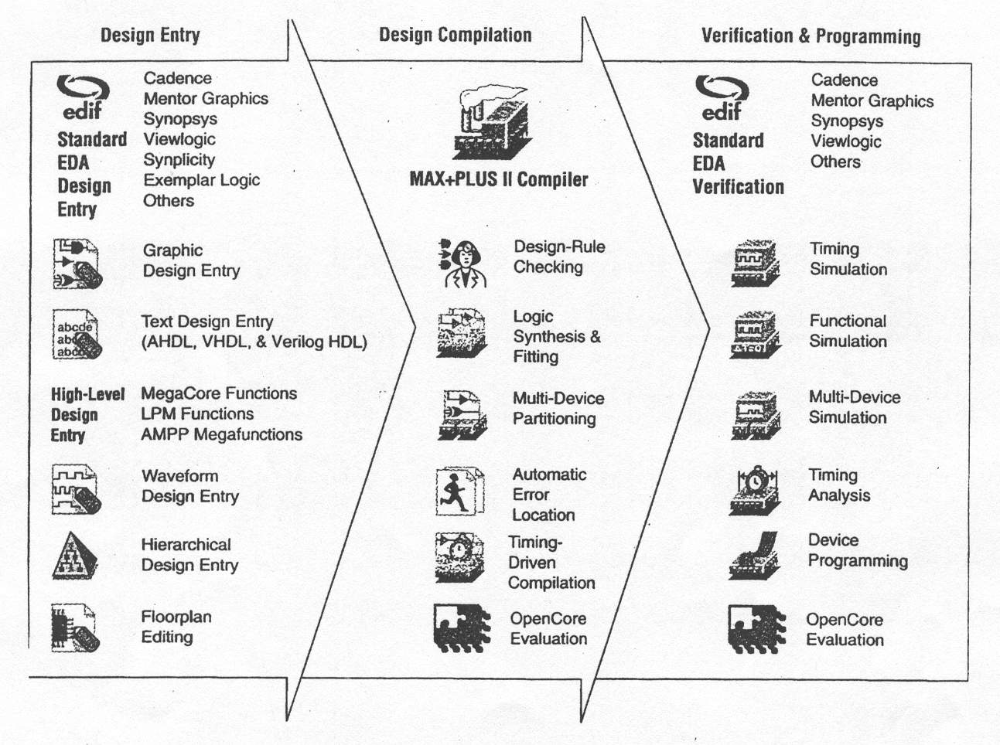 Design Entry
Design Compilation
Verification & Programming
edif
Standard
EDA
Design
Entry
Cadence
Mentor Graphics
Synopsys
Viewlogic
Synplicity
Exemplar Logic
Others
Graphic
Design Entry
abcde
Text Design Entry
(AHDL, VHDL, & Verilog HDL)
High-Level
Design
Entry
MegaCore Functions
LPM Functions
AMPP Megafunctions
Waveform
Design Entry
Hierarchical
Design Entry
Floorplan
Editing
MAX+PLUS II Compiler
Design-Rule
Checking
Logic
Synthesis &
Fitting
Multi-Device
Partitioning
Automatic
Error
Location
Timing-
Driven
Compilation
OpenCore
Evaluation
edif
Standard
EDA
Verification
Cadence
Mentor Graphics
Synopsys
Viewlogic
Others
Timing
Simulation
Functional
Simulation
Multi-Device
Simulation
Timing
Analysis
Device
Programming
OpenCore
Evaluation